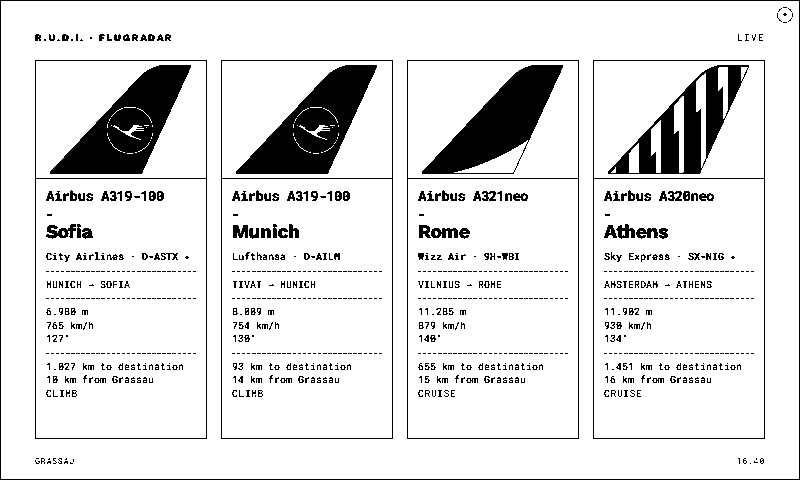 R.U.D.I. · FLUGRADAR
LIVE
Airbus A319-100
-
Sofia
City Airlines · D-ASTX ✦
MUNICH → SOFIA
6.980 m
765 km/h
127°
1.027 km to destination
10 km from Grassau
CLIMB
Airbus A319-100
-
Munich
Lufthansa · D-AILM
TIVAT → MUNICH
8.009 m
754 km/h
130°
93 km to destination
14 km from Grassau
CLIMB
Airbus A321neo
-
Rome
Wizz Air · 9H-WBI
VILNIUS → ROME
11.285 m
879 km/h
140°
655 km to destination
15 km from Grassau
CRUISE
Airbus A320neo
-
Athens
Sky Express · SX-NIG ✦
AMSTERDAM → ATHENS
11.902 m
930 km/h
134°
1.451 km to destination
16 km from Grassau
CRUISE
GRASSAU
16.40